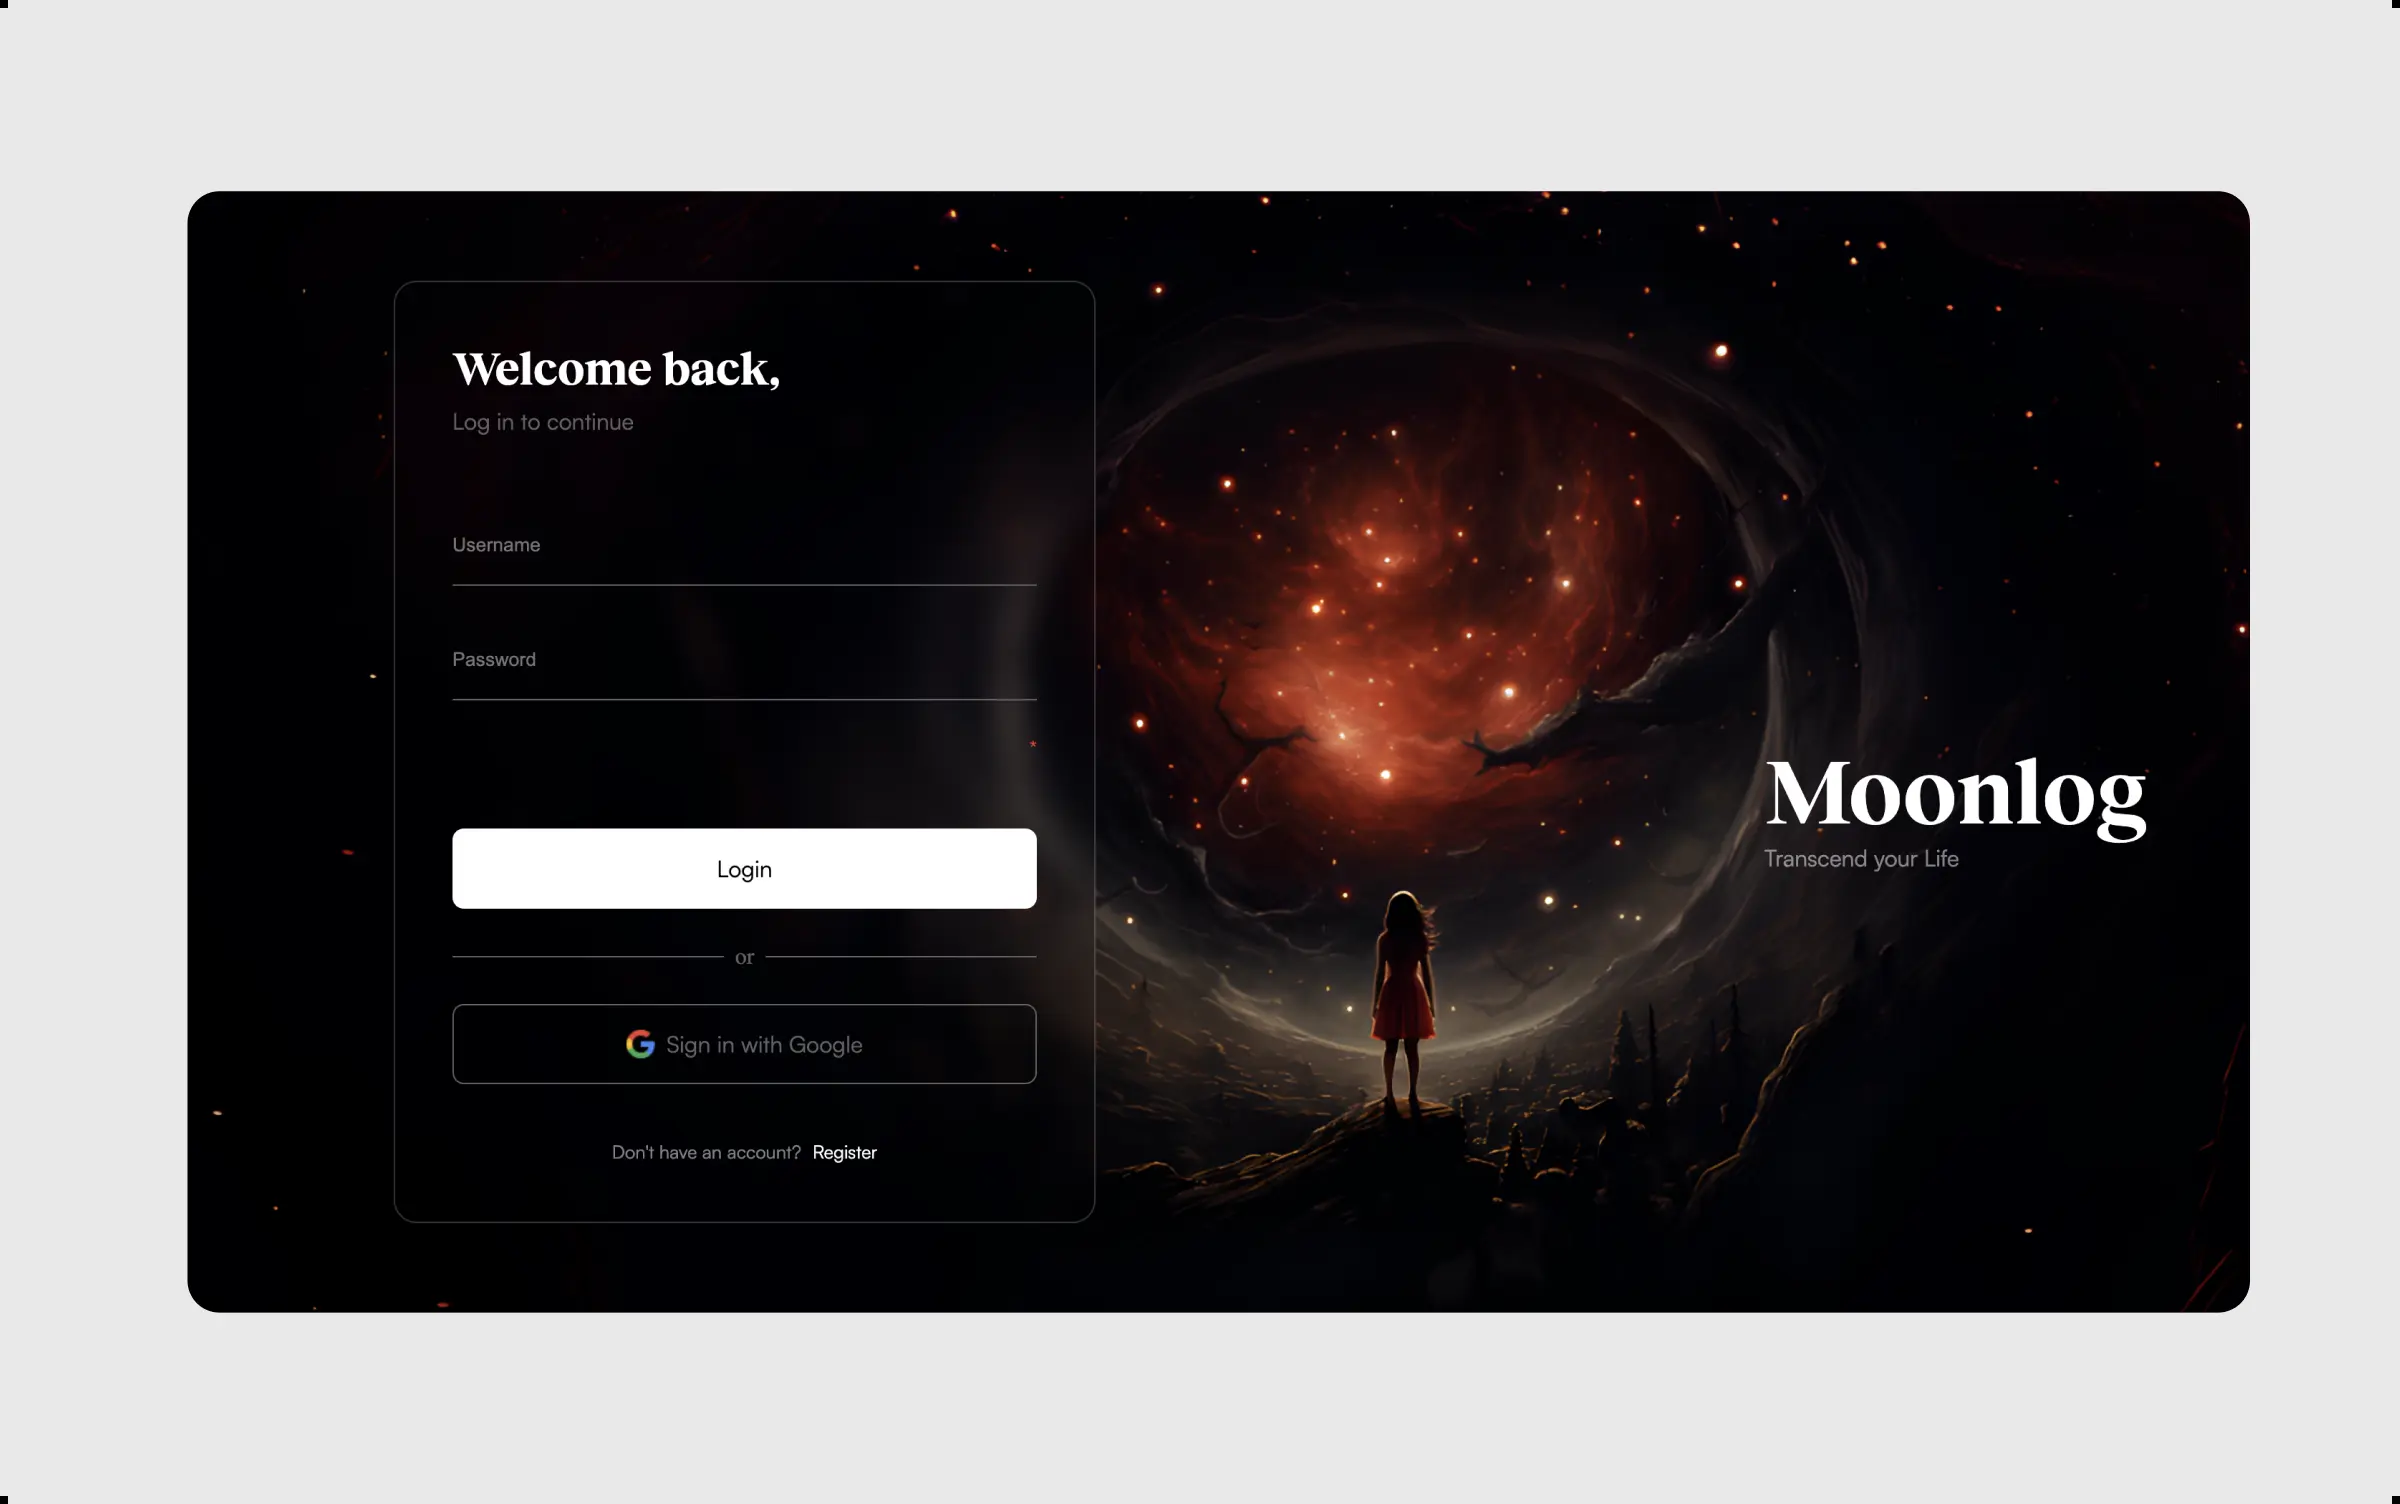 Welcome back,
Log in to continue
Username
Password
*
Login
or
Sign in with Google
Don't have an account? Register
Moonlog
Transcend your Life